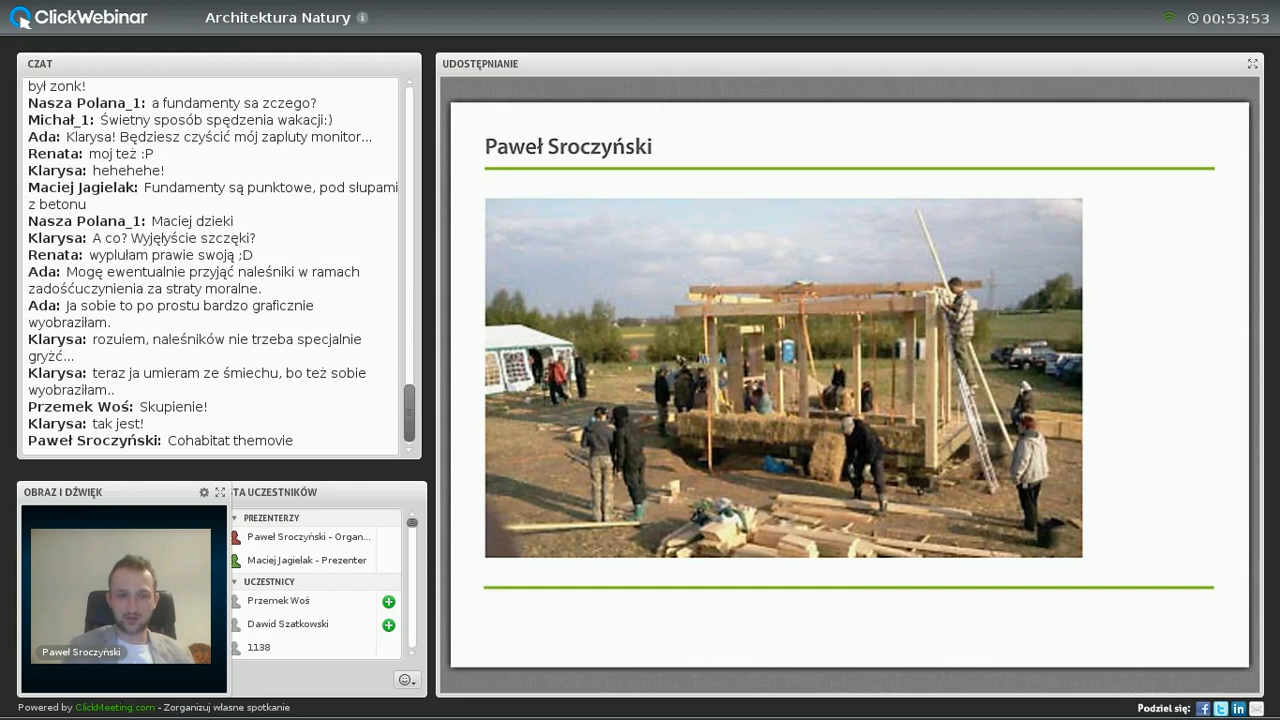 ClickWebinar
Architektura Natury
00:53:53
CZAT
był zonk!
Nasza Polana_1: a fundamenty sa zczego?
Michał_1: Świetny sposób spędzenia wakacji:)
Ada: Klarysa! Będziesz czyścić mój zapluty monitor...
Renata: moj też :P
Klarysa: hehehehe!
Maciej Jagielak: Fundamenty są punktowe, pod słupami
z betonu
Nasza Polana_1: Maciej dzieki
Klarysa: A co? Wyjęłyście szczęki?
Renata: wyplułam prawie swoją ;D
Ada: Mogę ewentualnie przyjąć naleśniki w ramach
zadośćuczynienia za straty moralne.
Ada: Ja sobie to po prostu bardzo graficznie
wyobraziłam.
Klarysa: rozuiem, naleśników nie trzeba specjalnie
gryźć...
Klarysa: teraz ja umieram ze śmiechu, bo też sobie
wyobraziłam..
Przemek Woś: Skupienie!
Klarysa: tak jest!
Paweł Sroczyński: Cohabitat themovie
OBRAZ I DŹWIĘK
Paweł Sroczyński
TA UCZESTNIKÓW
PREZENTERZY
Paweł Sroczyński - Organ...
Maciej Jagielak - Prezenter
UCZESTNICY
Przemek Woś
Dawid Szatkowski
1138
UDOSTĘPNIANIE
Paweł Sroczyński
Powered by ClickMeeting.com - Zorganizuj własne spotkanie
Podziel się: